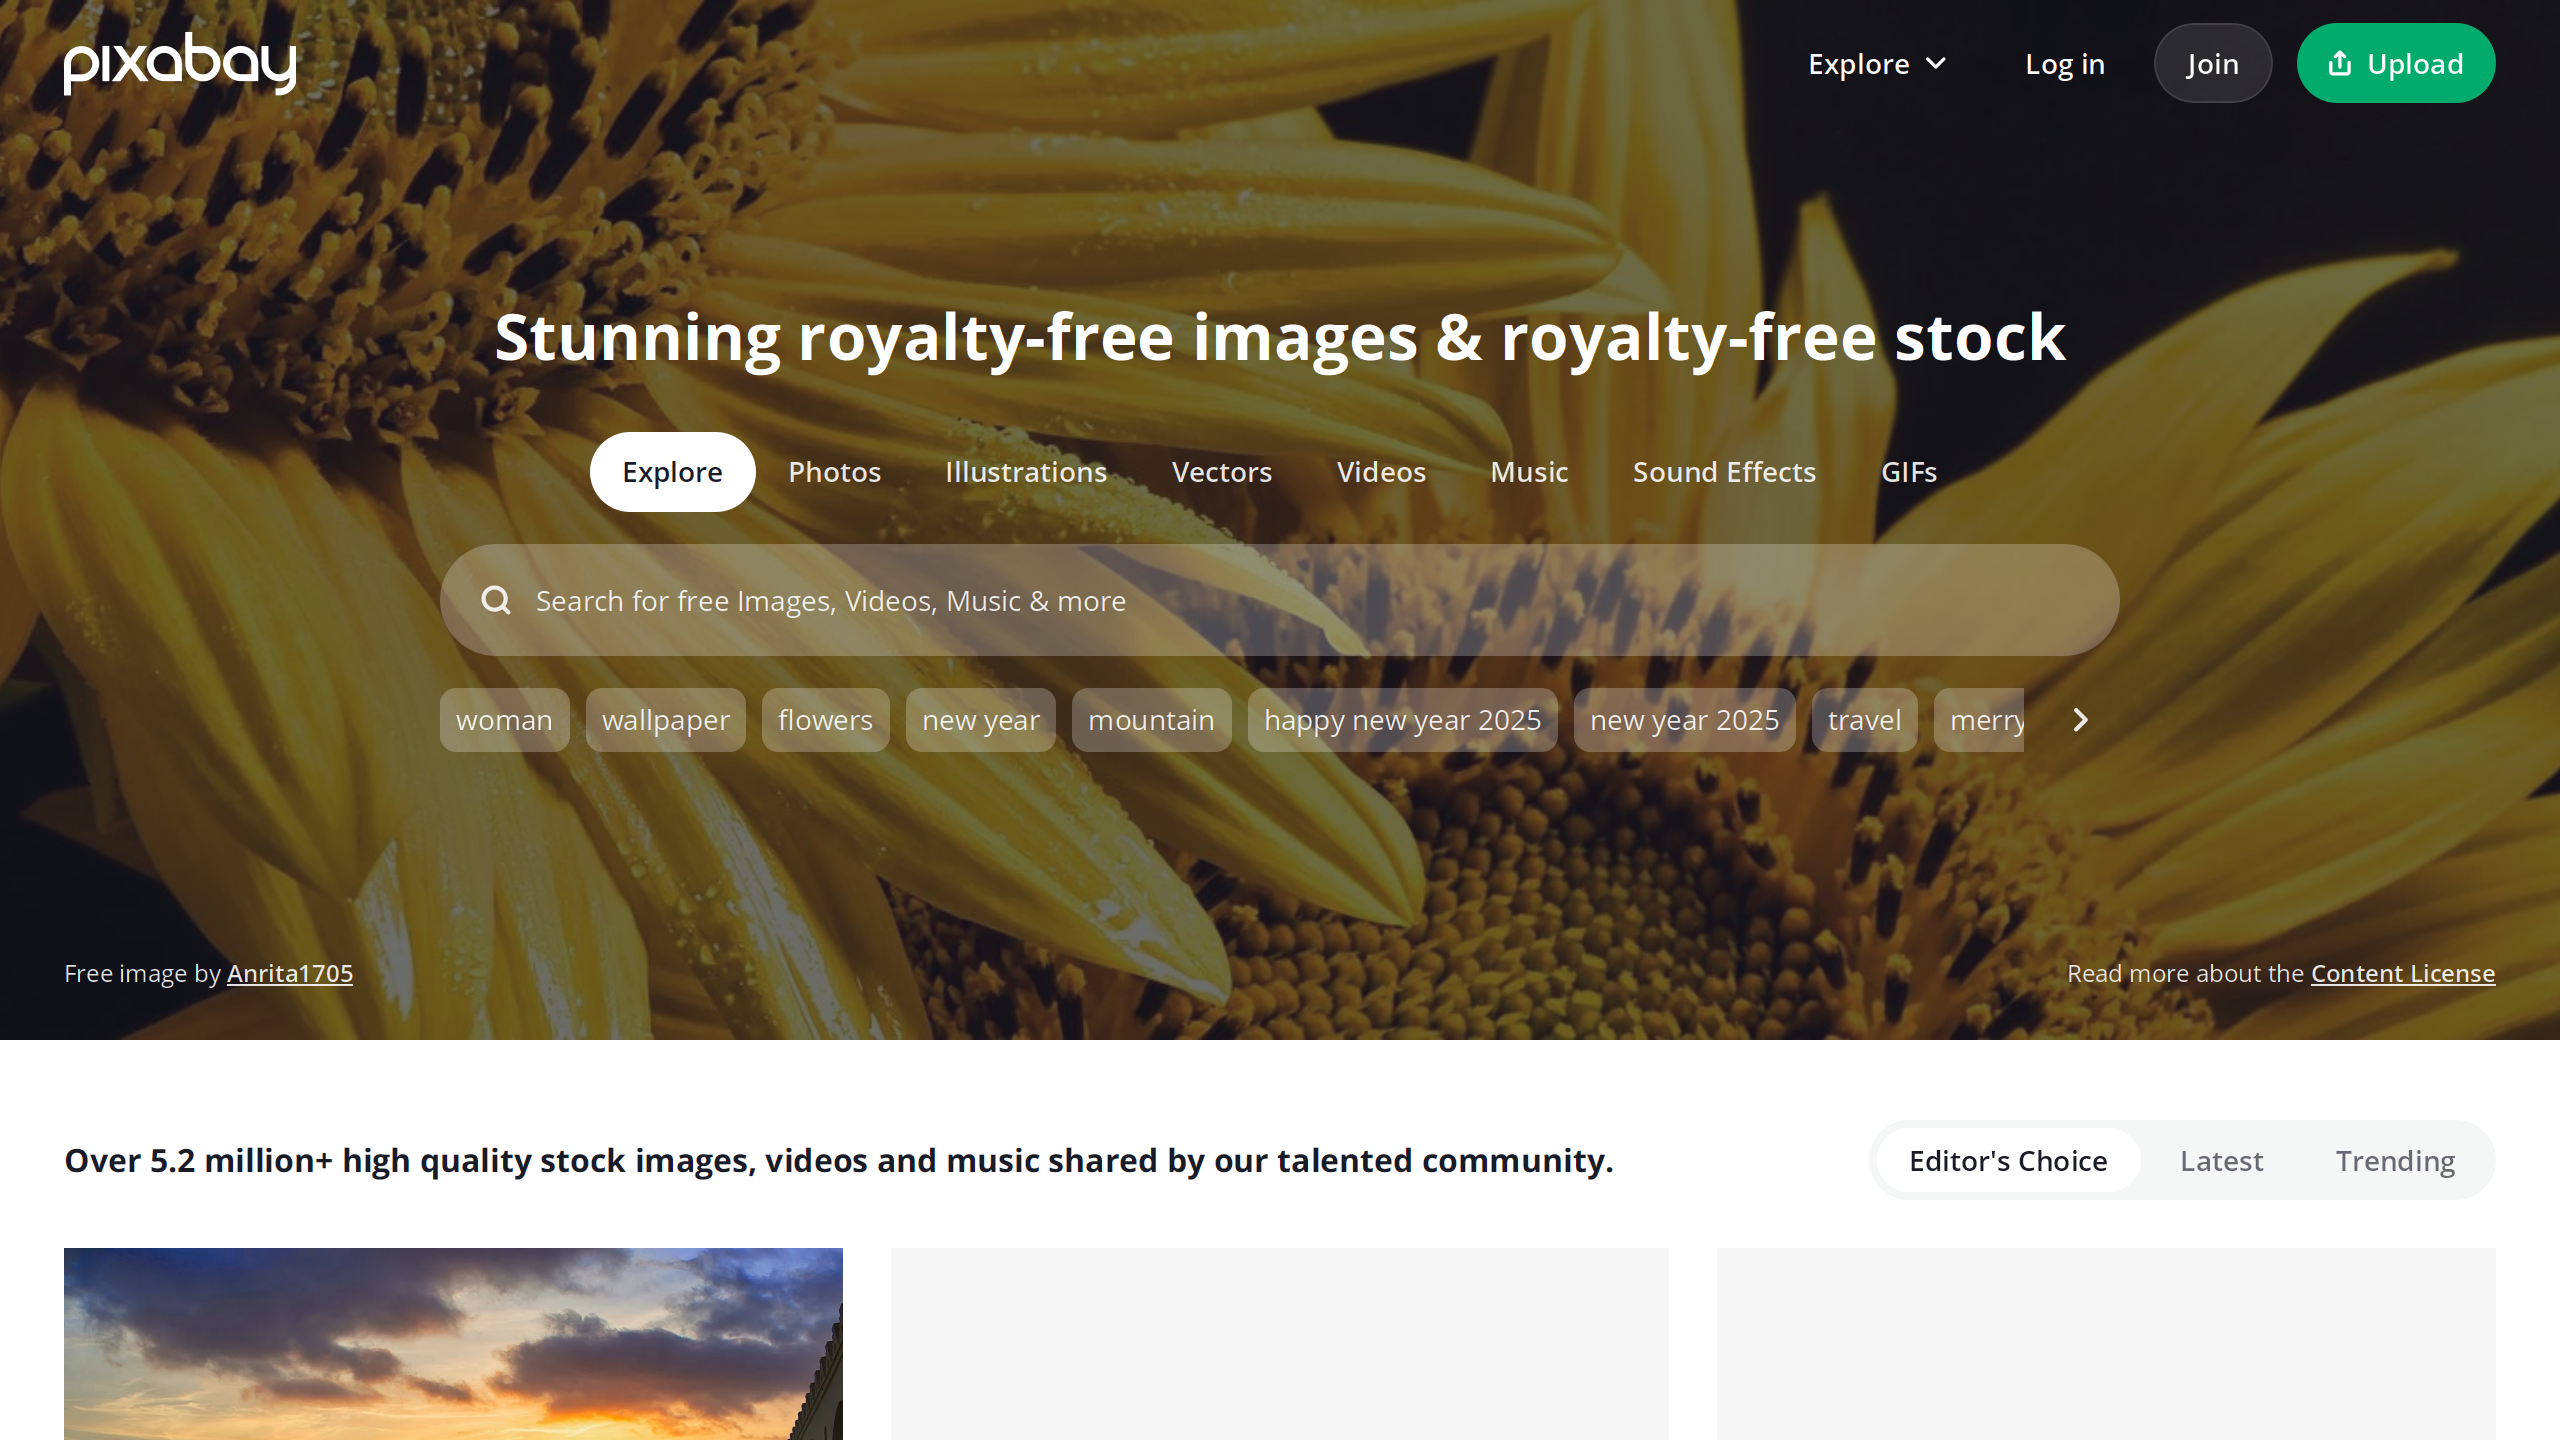 pixabay
Explore
Log in
Join
Upload
Stunning royalty-free images & royalty-free stock
Explore
Photos
Illustrations
Vectors
Videos
Music
Sound Effects
GIFs
Search for free Images, Videos, Music & more
woman
wallpaper
flowers
new year
mountain
happy new year 2025
new year 2025
travel
merry
Free image by Anrita1705
Read more about the Content License
Over 5.2 million+ high quality stock images, videos and music shared by our talented community.
Editor's Choice
Latest
Trending